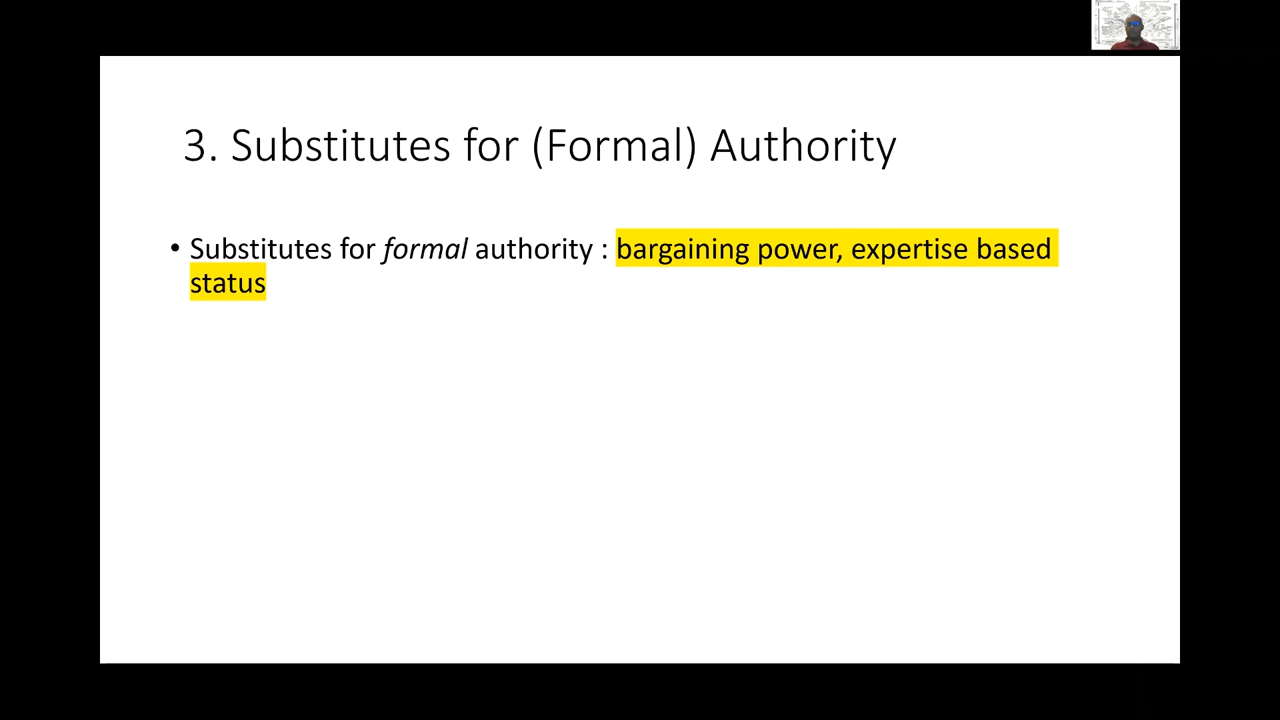 3. Substitutes for (Formal) Authority
• Substitutes for formal authority : bargaining power, expertise based
status